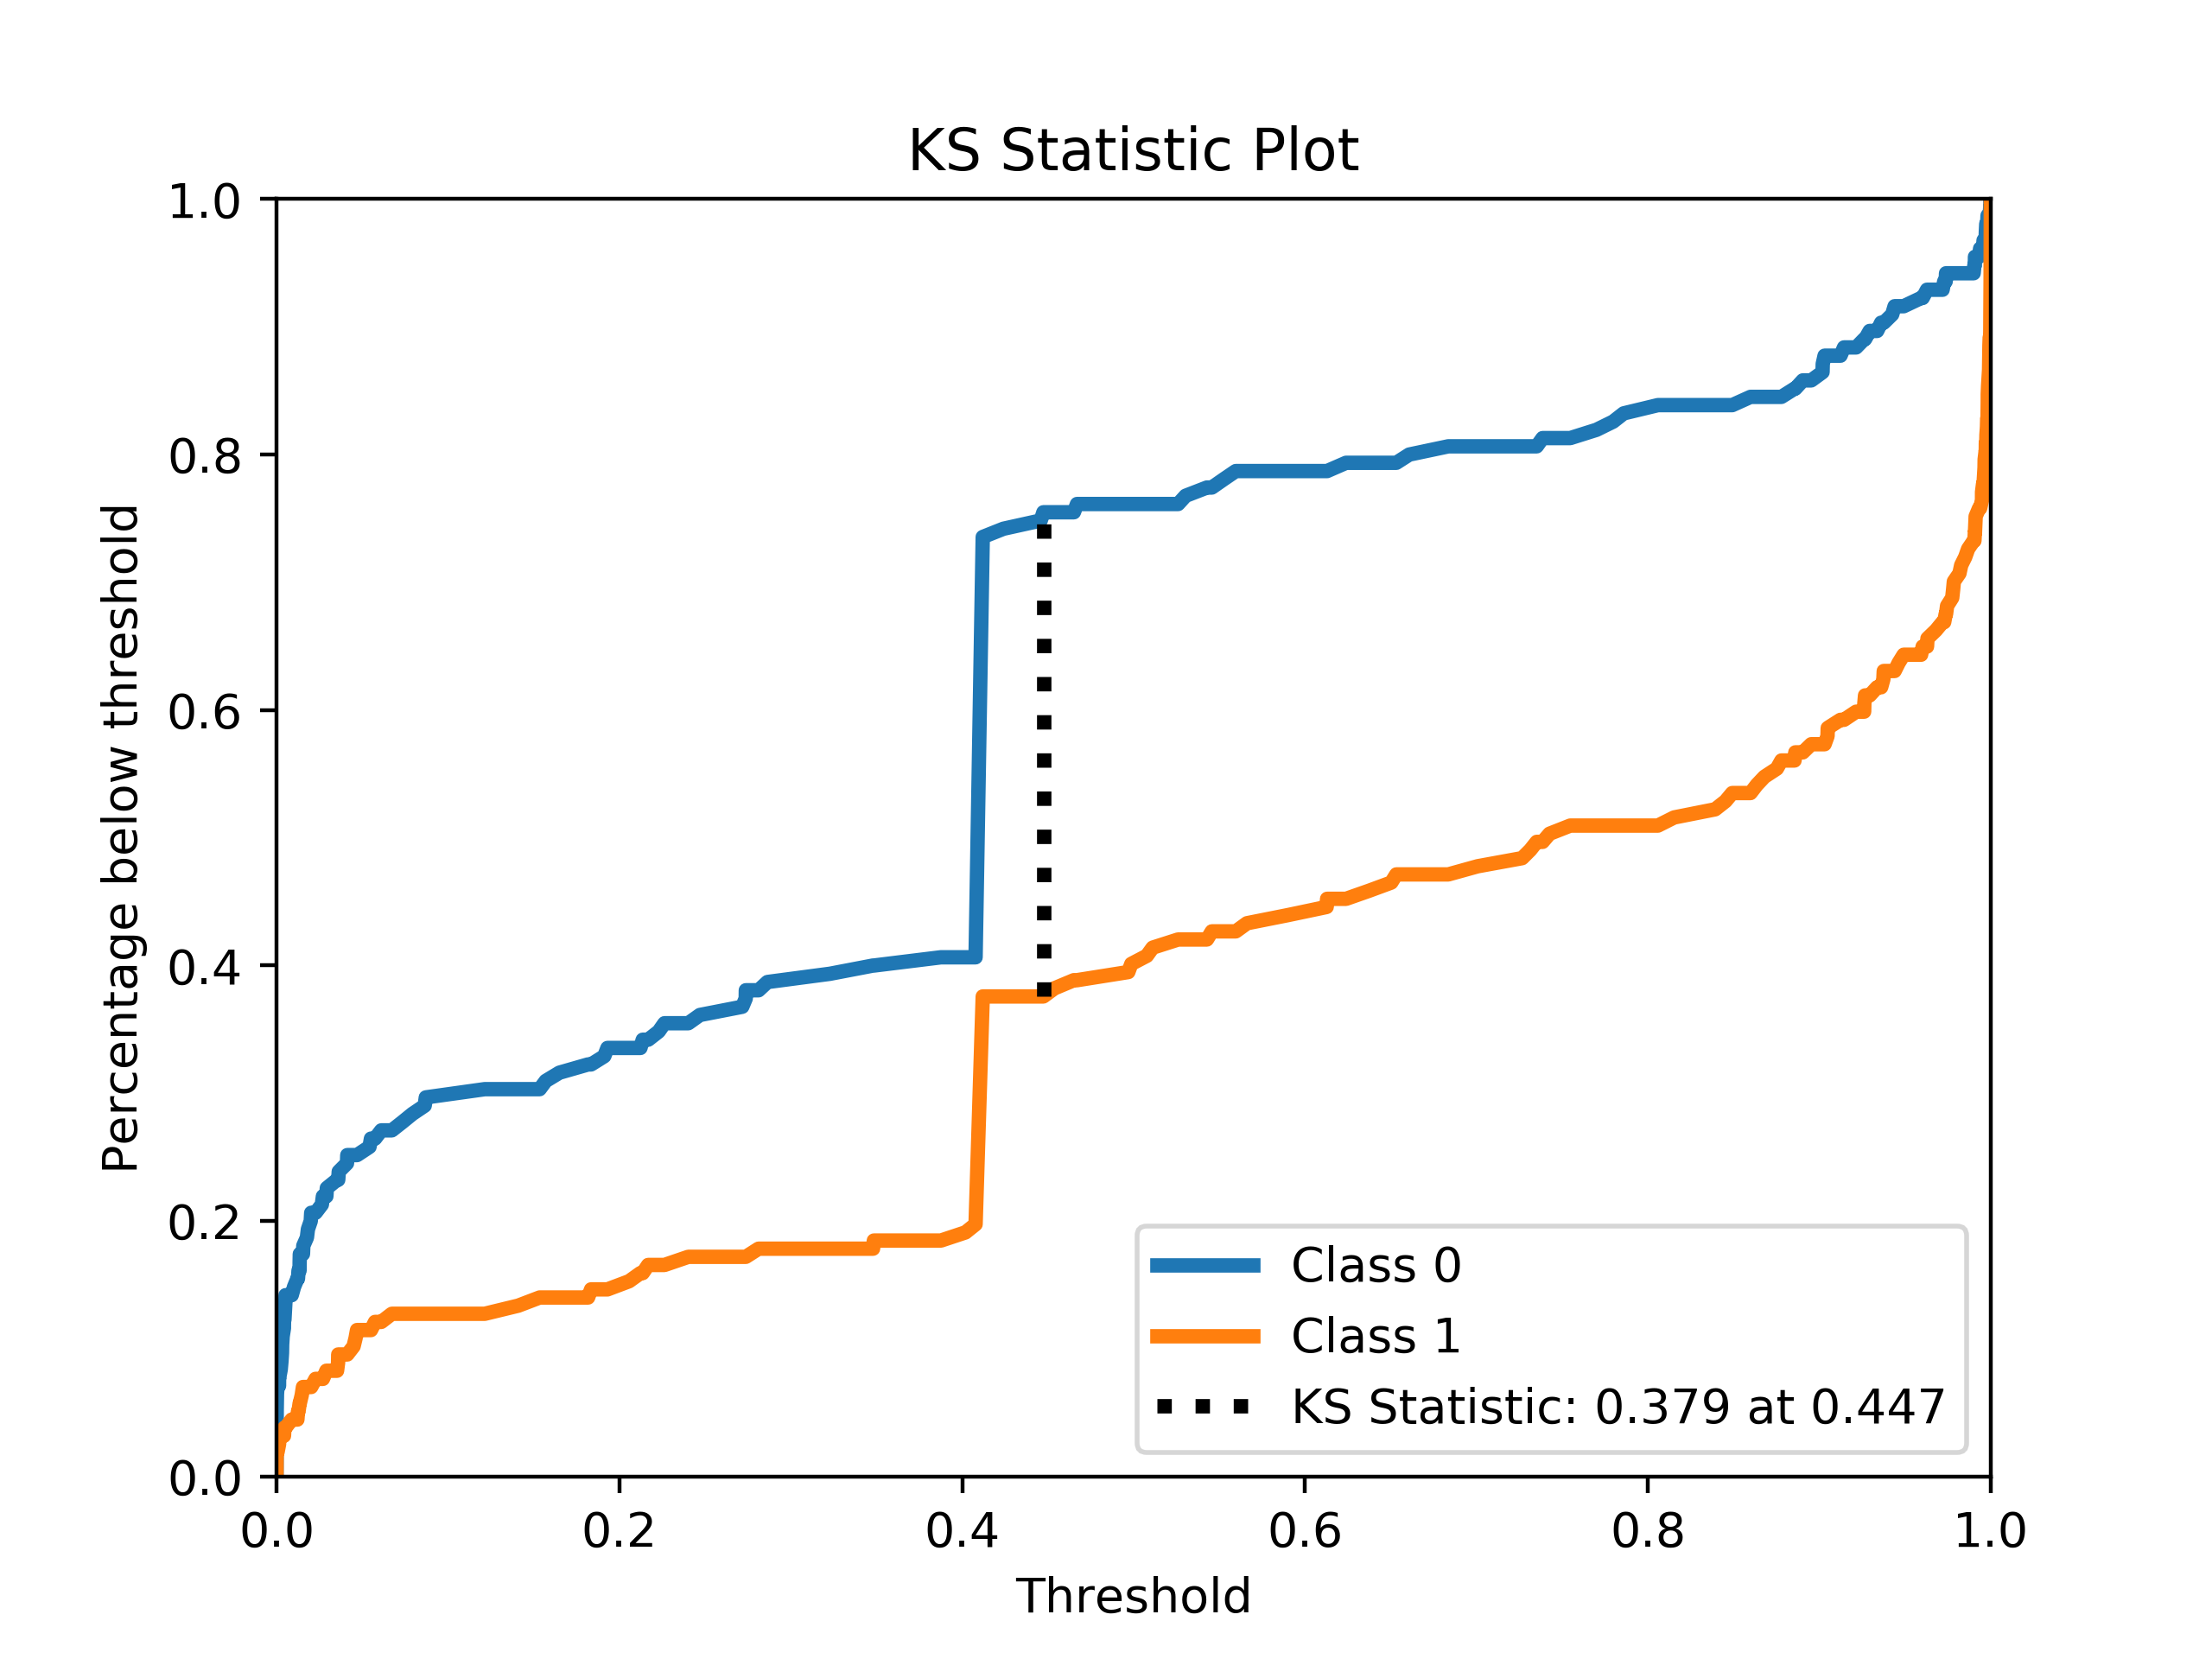 KS Statistic Plot
1.0
0.8
0.6
0.4
0.2
0.0
Percentage below threshold
Class 0
Class 1
KS Statistic: 0.379 at 0.447
0.0 0.2 0.4 0.6 0.8 1.0
Threshold